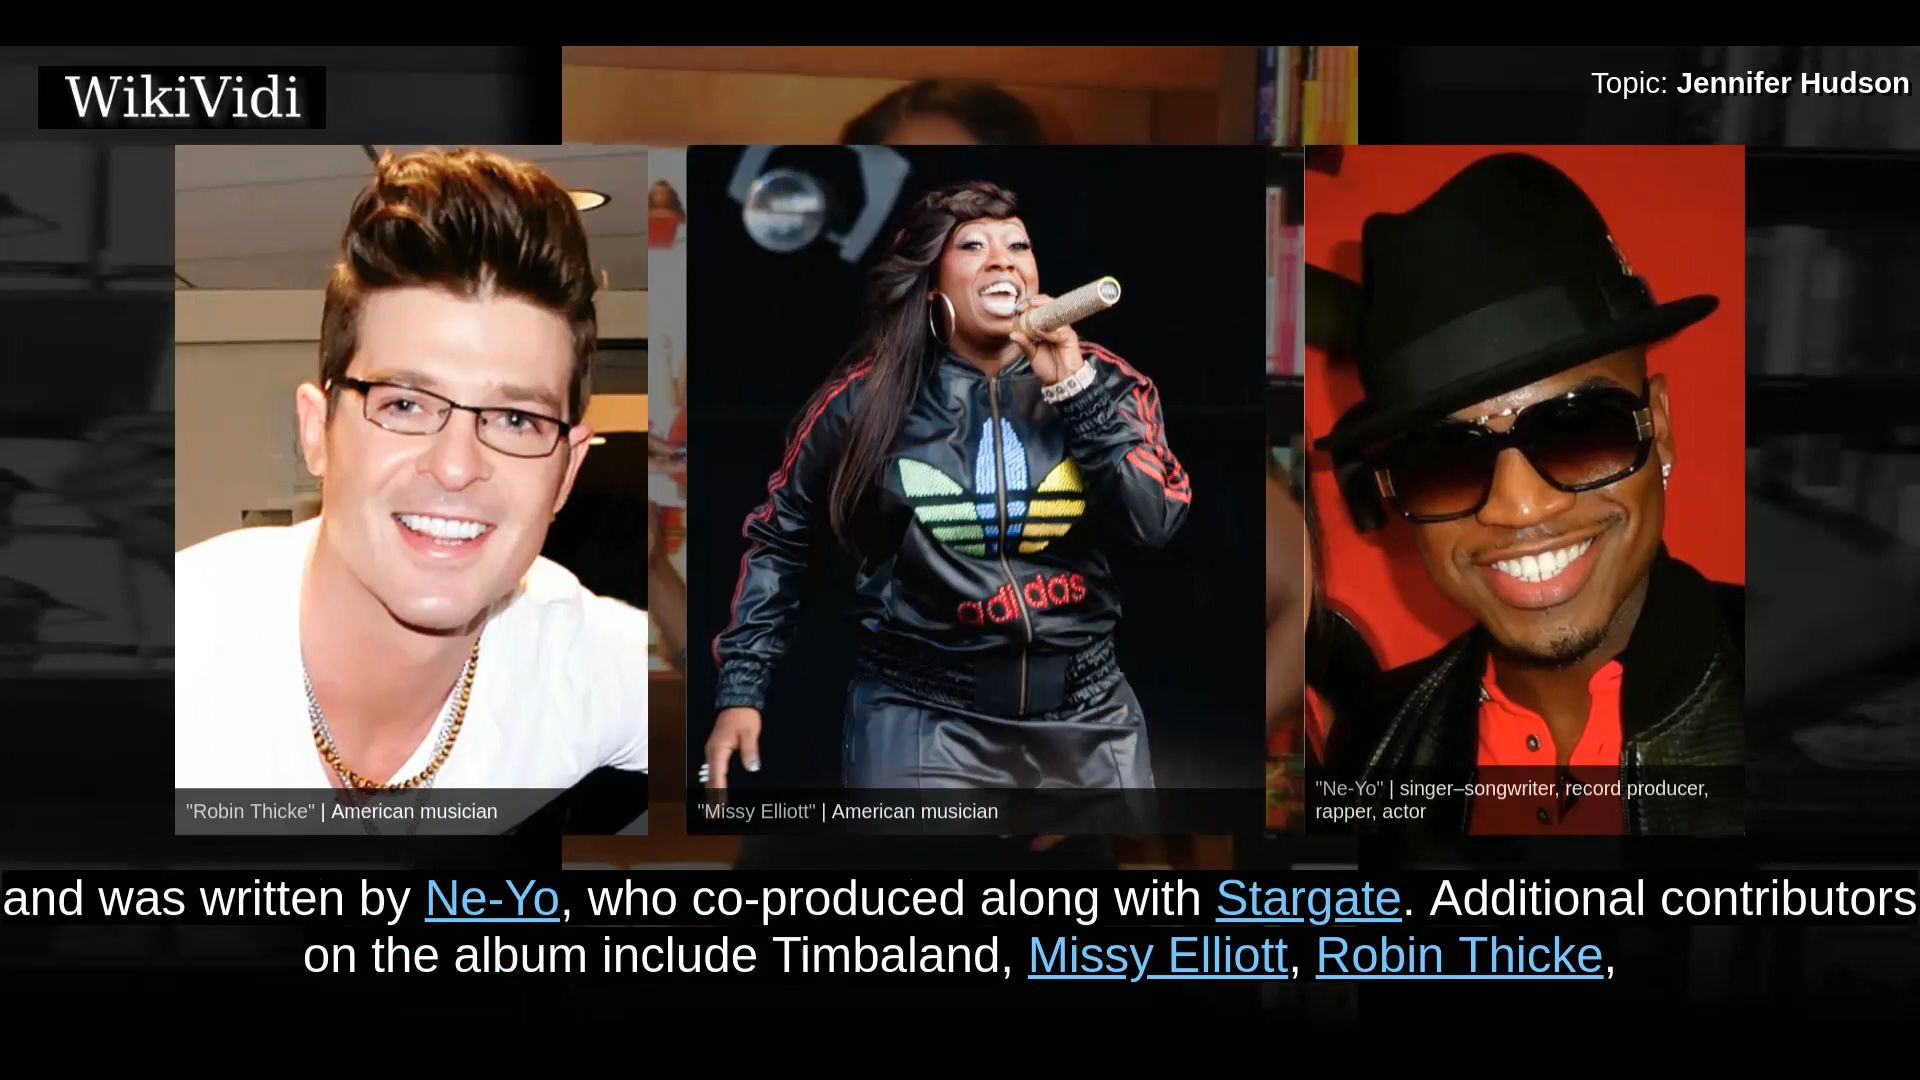 WikiVidi
Topic: Jennifer Hudson
adidas
"Robin Thicke" | American musician
"Missy Elliott" | American musician
"Ne-Yo" | singer–songwriter, record producer,
rapper, actor
and was written by Ne-Yo, who co-produced along with Stargate. Additional contributors
on the album include Timbaland, Missy Elliott, Robin Thicke,